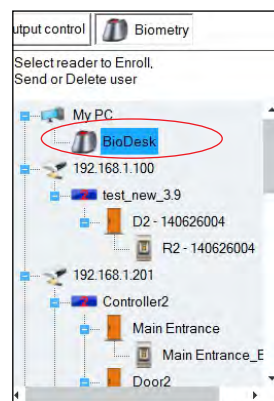 utput control Biometry
Select reader to Enroll,
Send or Delete user
My PC
BioDesk
192.168.1.100
test_new_3.9
D2 - 140626004
R2 - 140626004
192.168.1.201
Controller2
Main Entrance
Main Entrance_E
Door2